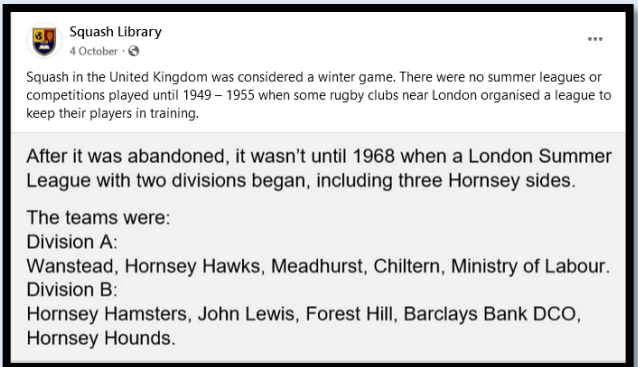 Squash Library
4 October ·
Squash in the United Kingdom was considered a winter game. There were no summer leagues or
competitions played until 1949 – 1955 when some rugby clubs near London organised a league to
keep their players in training.
After it was abandoned, it wasn't until 1968 when a London Summer
League with two divisions began, including three Hornsey sides.
The teams were:
Division A:
Wanstead, Hornsey Hawks, Meadhurst, Chiltern, Ministry of Labour.
Division B:
Hornsey Hamsters, John Lewis, Forest Hill, Barclays Bank DCO,
Hornsey Hounds.